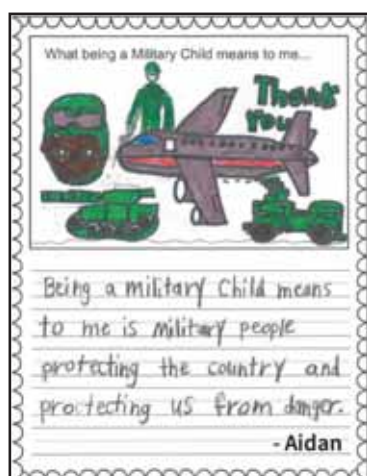 What being a Military Child means to me...
Thank
You
Being a military Child means
to me is military people
protecting the country and
protecting us from danger.
- Aidan